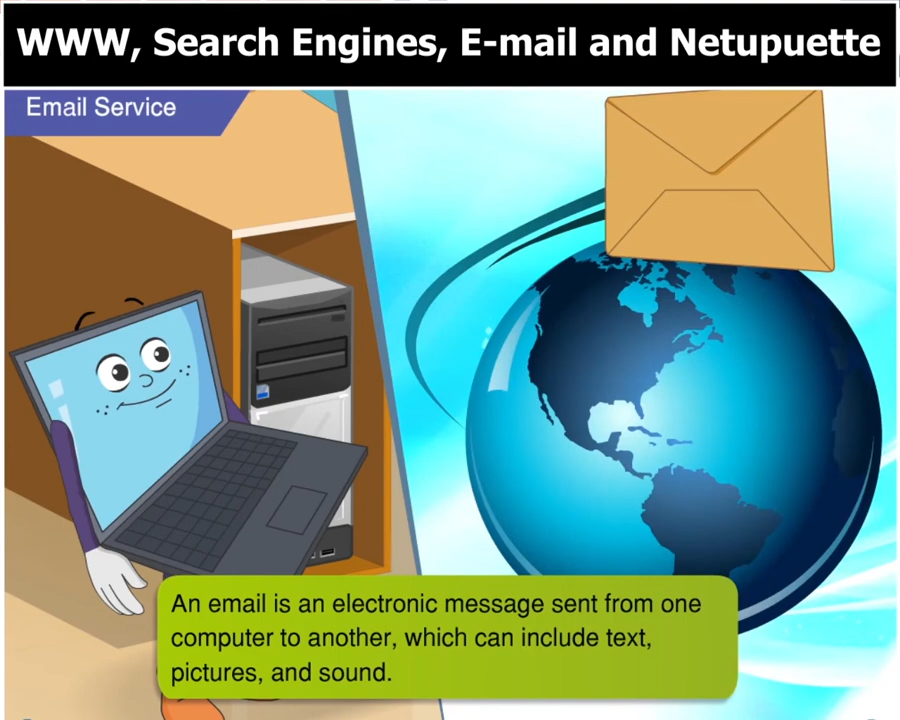 WWW, Search Engines, E-mail and Netupuette
Email Service
An email is an electronic message sent from one
computer to another, which can include text,
pictures, and sound.